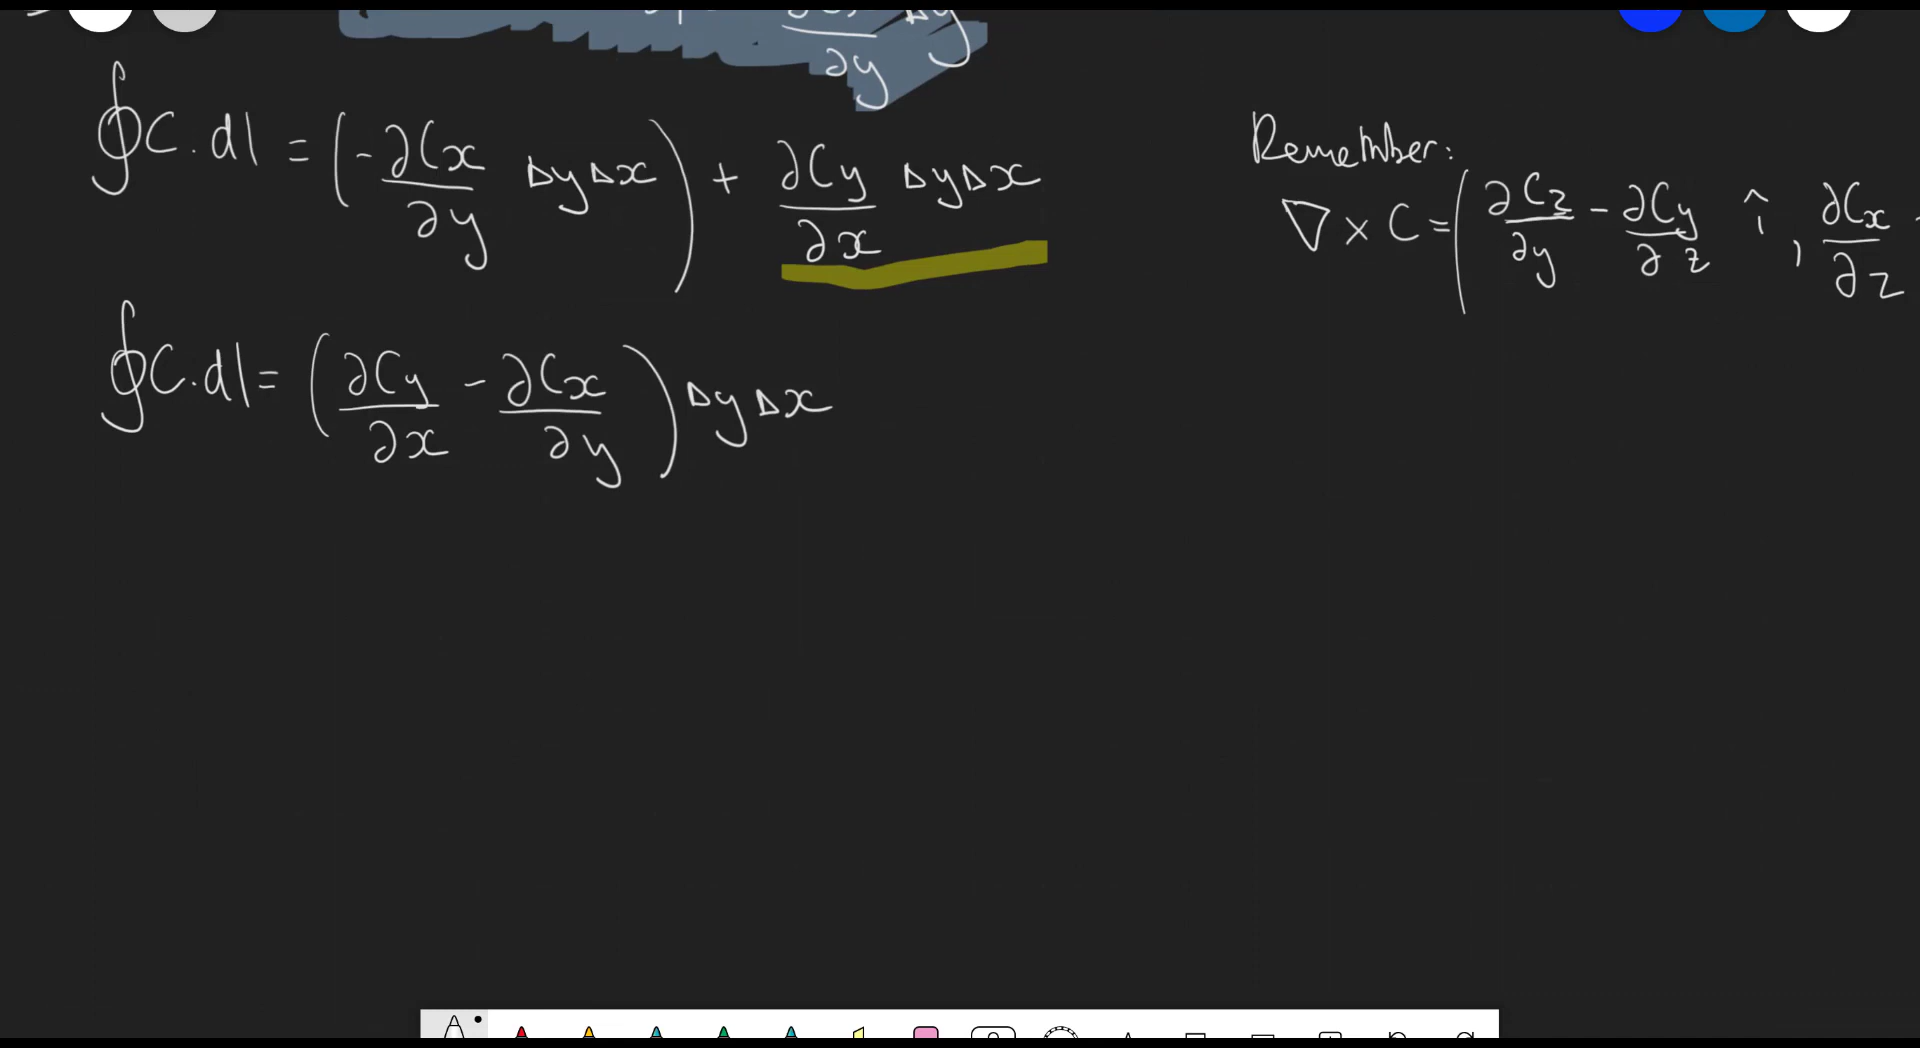 ∂y
∮C.dl = (-∂Cx/∂y ΔyΔx) + ∂Cy/∂x ΔyΔx
∮C.dl = (∂Cy/∂x - ∂Cx/∂y) ΔyΔx
Remember:
∇ × C = (∂Cz/∂y - ∂Cy/∂z î, ∂Cx/∂z